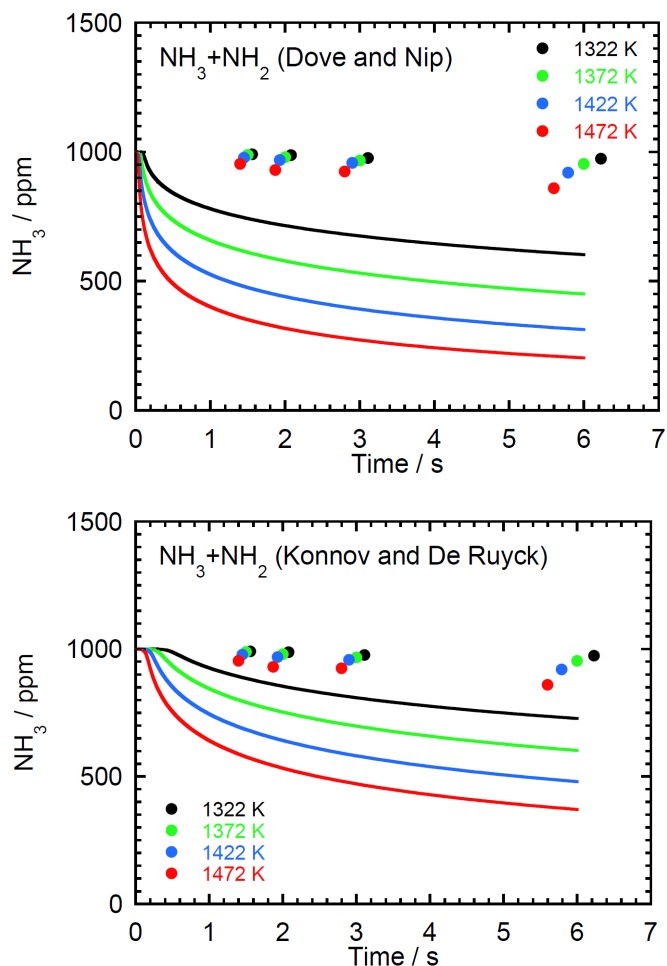 1500
NH₃+NH₂ (Dove and Nip)
1322 K
1372 K
1422 K
1472 K
1000
NH₃ / ppm
500
0
0 1 2 3 4 5 6 7
Time / s
1500
NH₃+NH₂ (Konnov and De Ruyck)
1000
NH₃ / ppm
500
1322 K
1372 K
1422 K
1472 K
0
0 1 2 3 4 5 6 7
Time / s